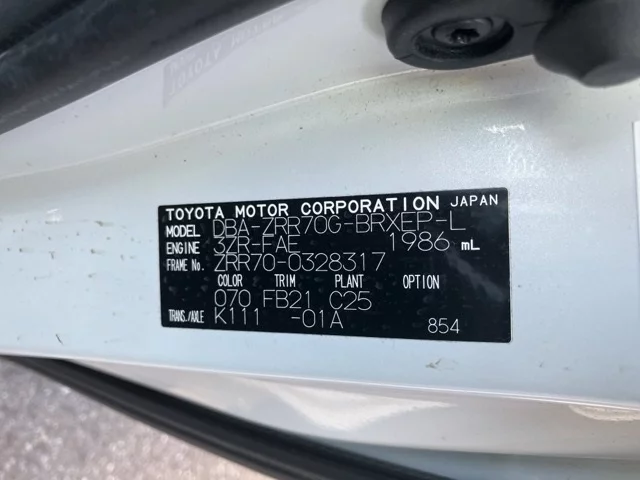 TOYOTA MOTOR CORPORATION JAPAN
MODEL DBA-ZRR70G-BRXEP-L
ENGINE 3ZR-FAE 1986 mL
FRAME No. ZRR70-0328317
COLOR TRIM PLANT OPTION
070 FB21 C25
TRANS./AXLE K111 -01A 854